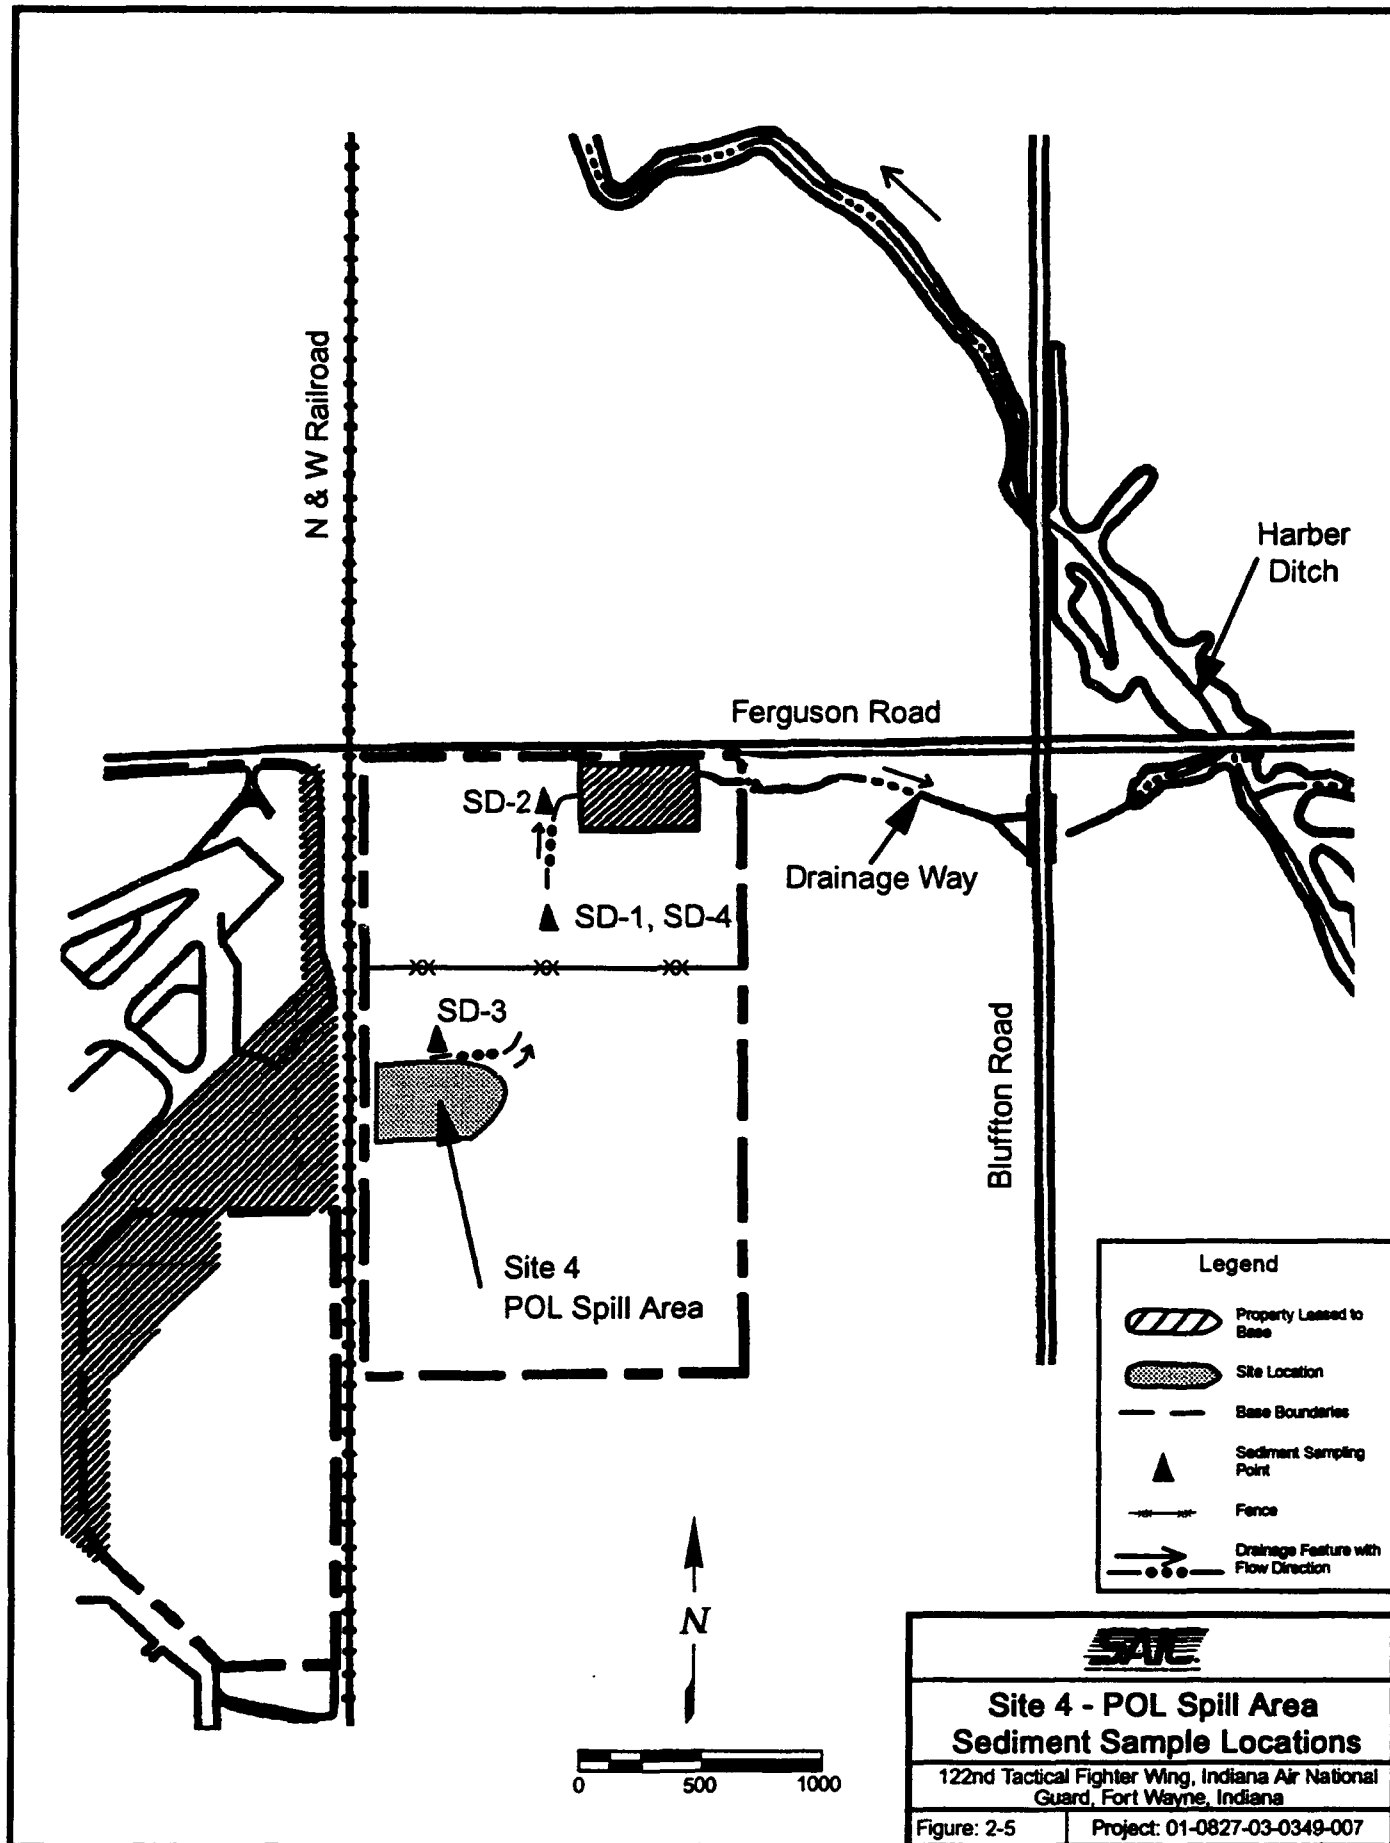 N & W Railroad
Harber
Ditch
Ferguson Road
SD-2
Drainage Way
SD-1, SD-4
SD-3
Bluffton Road
Site 4
POL Spill Area
Legend
Property Leased to
Base
Site Location
Base Boundaries
Sediment Sampling
Point
Fence
Drainage Feature with
Flow Direction
N
0 500 1000
SAIC
Site 4 - POL Spill Area
Sediment Sample Locations
122nd Tactical Fighter Wing, Indiana Air National
Guard, Fort Wayne, Indiana
Figure: 2-5 Project: 01-0827-03-0349-007